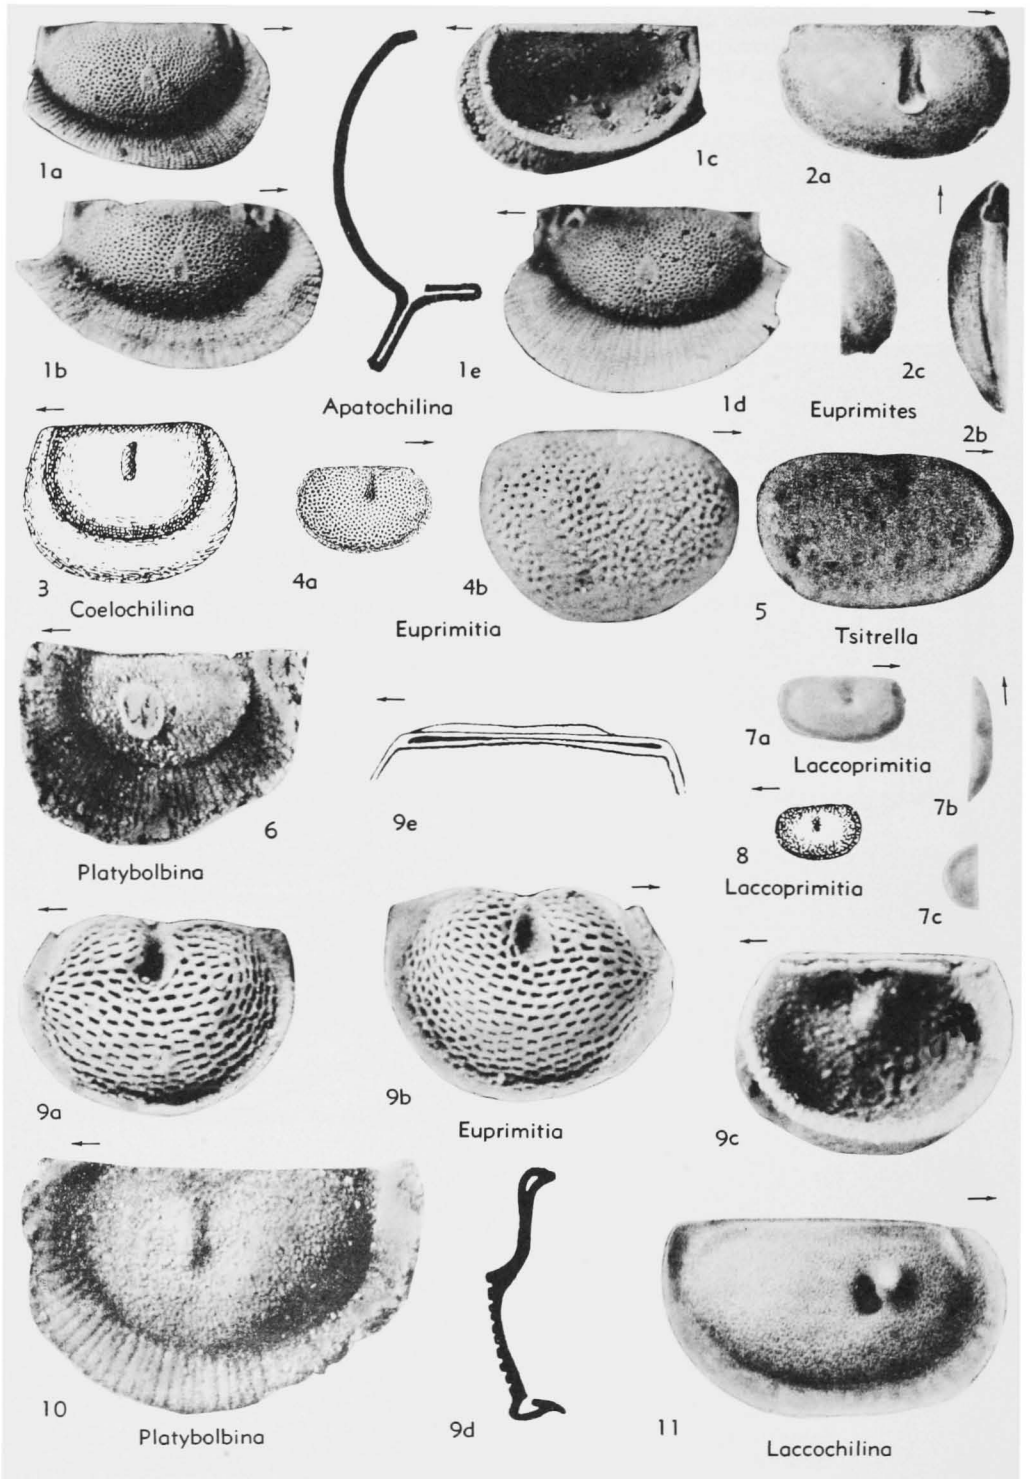 1a
1c
2a
1b
1e
1d
2c
2b
Apatochilina
Euprimites
3
4a
4b
5
Coelochilina
Euprimitia
Tsitrella
6
9e
7a
Laccoprimitia
7b
8
Laccoprimitia
7c
Platybolbina
9a
9b
Euprimitia
9c
10
Platybolbina
9d
11
Laccochilina